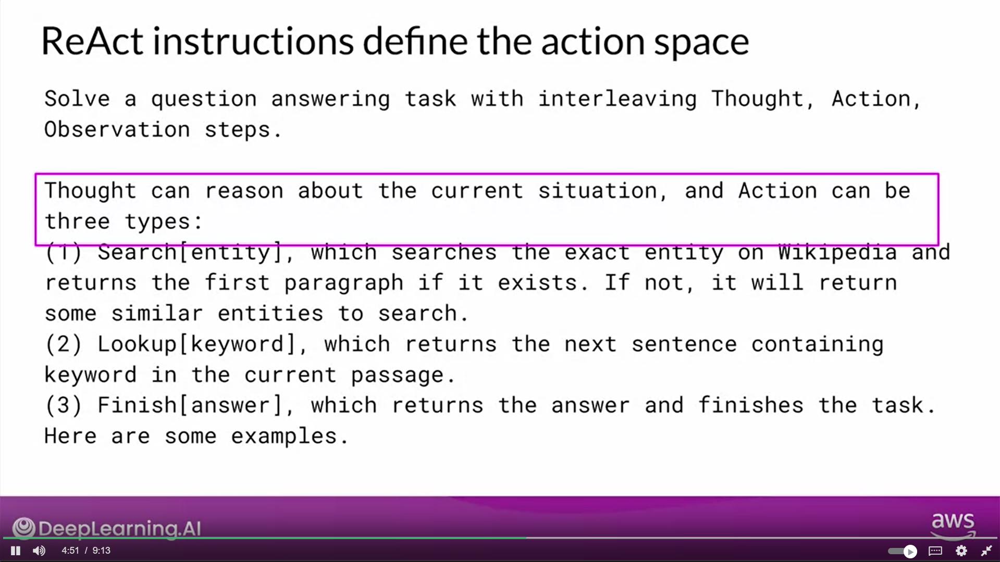 ReAct instructions define the action space
Solve a question answering task with interleaving Thought, Action,
Observation steps.
Thought can reason about the current situation, and Action can be
three types:
(1) Search[entity], which searches the exact entity on Wikipedia and
returns the first paragraph if it exists. If not, it will return
some similar entities to search.
(2) Lookup[keyword], which returns the next sentence containing
keyword in the current passage.
(3) Finish[answer], which returns the answer and finishes the task.
Here are some examples.
DeepLearning.AI
aws
4:51 / 9:13